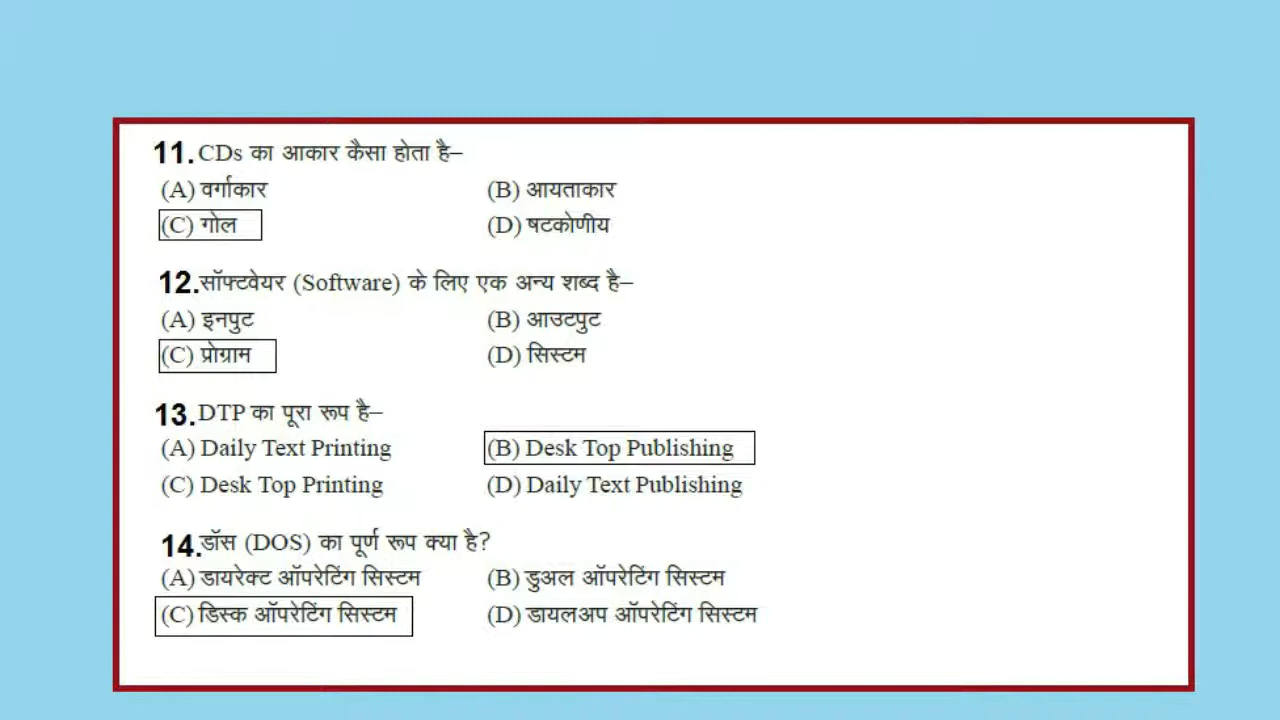 11. CDs का आकार कैसा होता है–
(A) वर्गाकार (B) आयताकार
(C) गोल (D) षटकोणीय
12. सॉफ्टवेयर (Software) के लिए एक अन्य शब्द है–
(A) इनपुट (B) आउटपुट
(C) प्रोग्राम (D) सिस्टम
13. DTP का पूरा रूप है–
(A) Daily Text Printing (B) Desk Top Publishing
(C) Desk Top Printing (D) Daily Text Publishing
14. डॉस (DOS) का पूर्ण रूप क्या है?
(A) डायरेक्ट ऑपरेटिंग सिस्टम (B) डुअल ऑपरेटिंग सिस्टम
(C) डिस्क ऑपरेटिंग सिस्टम (D) डायलअप ऑपरेटिंग सिस्टम